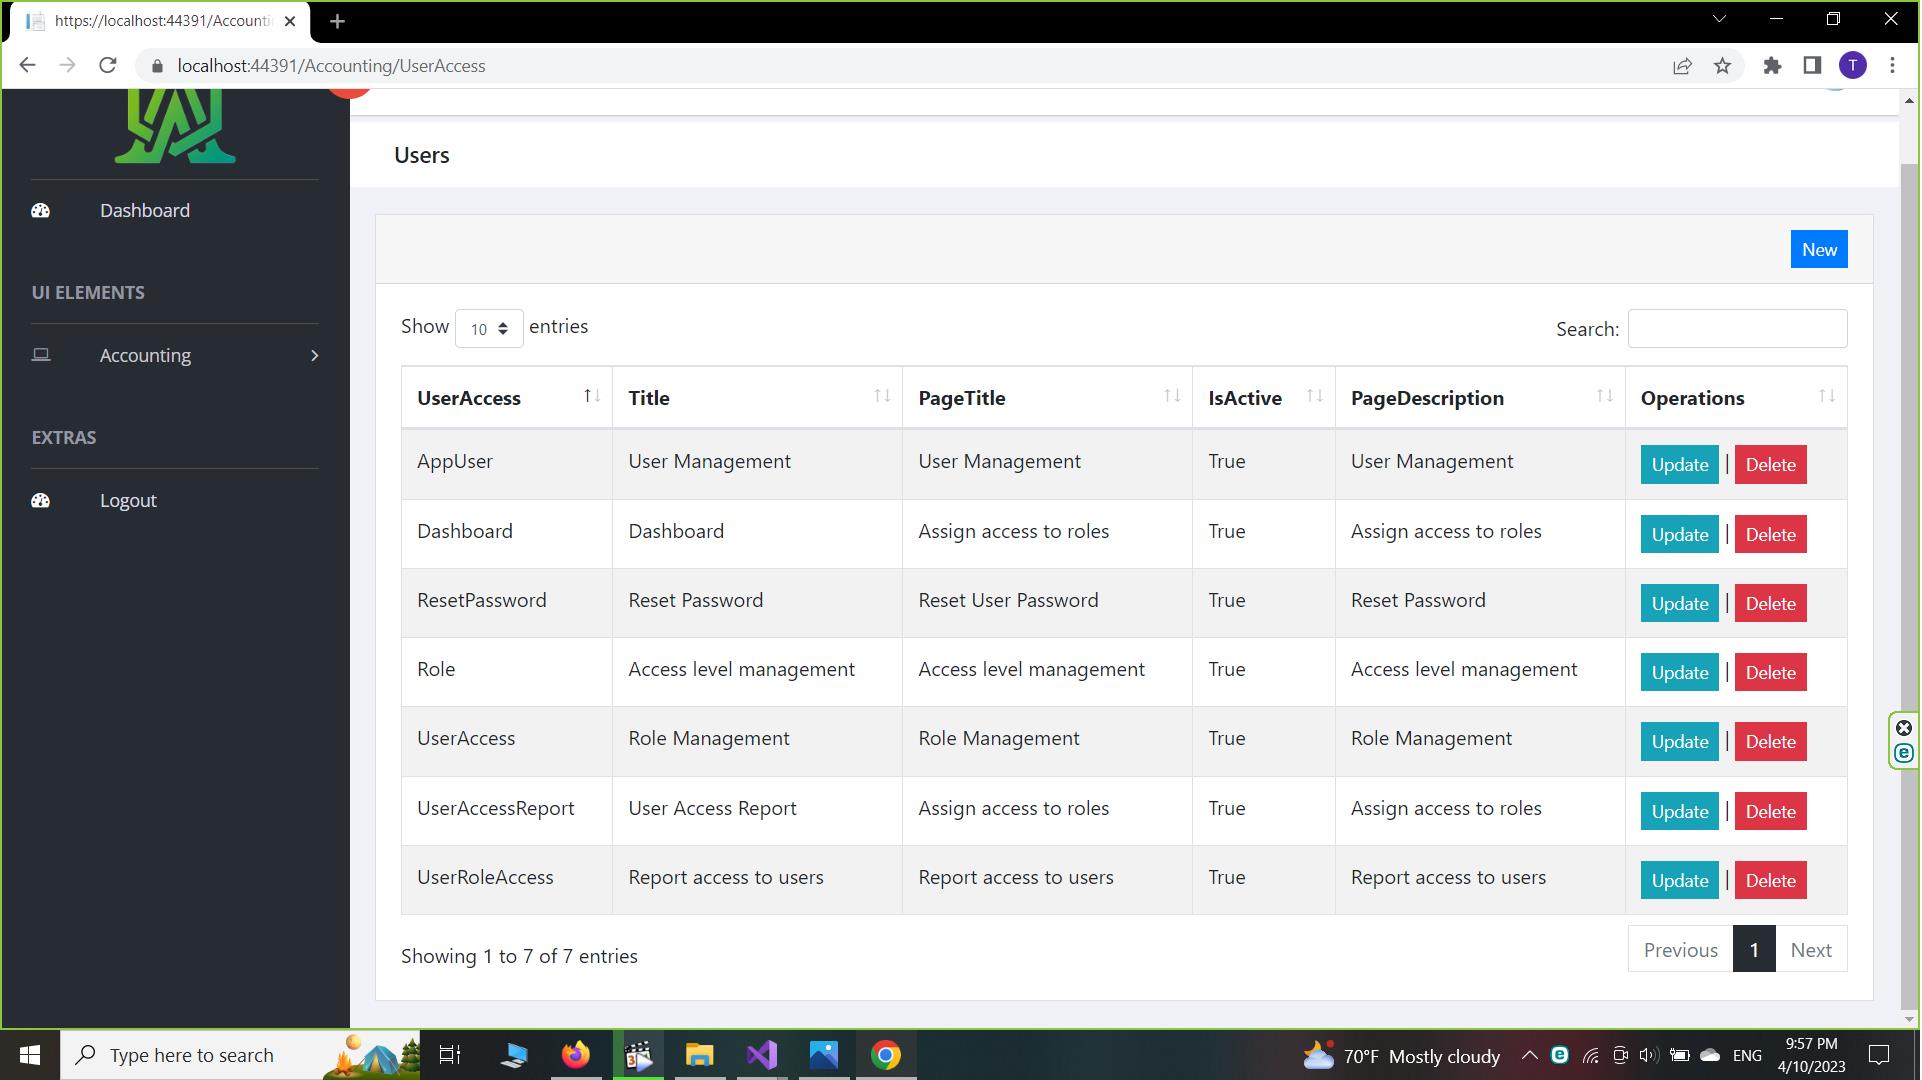 https://localhost:44391/Accounti
localhost:44391/Accounting/UserAccess
T
Users
Dashboard
New
UI ELEMENTS
Show 10 entries
Search:
Accounting
UserAccess Title PageTitle IsActive PageDescription Operations
EXTRAS
AppUser User Management User Management True User Management Update | Delete
Logout
Dashboard Dashboard Assign access to roles True Assign access to roles Update | Delete
ResetPassword Reset Password Reset User Password True Reset Password Update | Delete
Role Access level management Access level management True Access level management Update | Delete
UserAccess Role Management Role Management True Role Management Update | Delete
UserAccessReport User Access Report Assign access to roles True Assign access to roles Update | Delete
UserRoleAccess Report access to users Report access to users True Report access to users Update | Delete
Showing 1 to 7 of 7 entries
Previous 1 Next
Type here to search
70°F Mostly cloudy
ENG
9:57 PM
4/10/2023